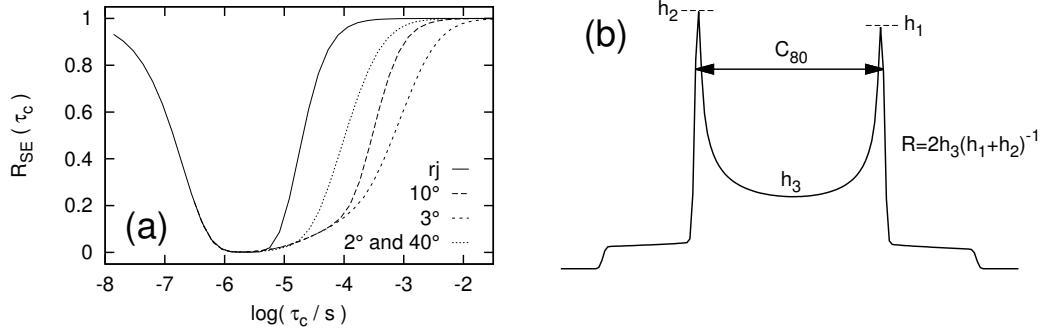 1
0.8
0.6
0.4
0.2
0
R_SE ( τ_c )
(a)
rj
10°
3°
2° and 40°
-8 -7 -6 -5 -4 -3 -2
log( τ_c / s )
(b)
h_2
h_1
C_80
h_3
R=2h_3(h_1+h_2)^-1